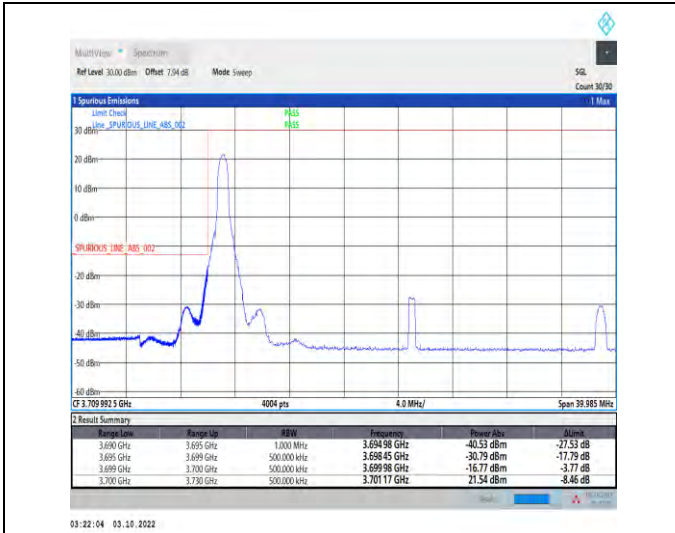 MultiView Spectrum
Ref Level 30.00 dBm Offset 7.94 dB Mode Sweep SGL
Count 30/30
1 Spurious Emissions 1 Max
Limit Check PASS
Line _SPURIOUS_LINE_ABS_002 PASS
30 dBm
20 dBm
10 dBm
0 dBm
SPURIOUS_LINE_ABS_002
-20 dBm
-30 dBm
-40 dBm
-50 dBm
-60 dBm
CF 3.709 992 5 GHz 4004 pts 4.0 MHz/ Span 39.985 MHz
2 Result Summary
Range Low Range Up RBW Frequency Power Abs ΔLimit
3.690 GHz 3.695 GHz 1.000 MHz 3.694 98 GHz -40.53 dBm -27.53 dB
3.695 GHz 3.699 GHz 500.000 kHz 3.698 45 GHz -30.79 dBm -17.79 dB
3.699 GHz 3.700 GHz 500.000 kHz 3.699 98 GHz -16.77 dBm -3.77 dB
3.700 GHz 3.730 GHz 500.000 kHz 3.701 17 GHz 21.54 dBm -8.46 dB
03:22:04 03.10.2022